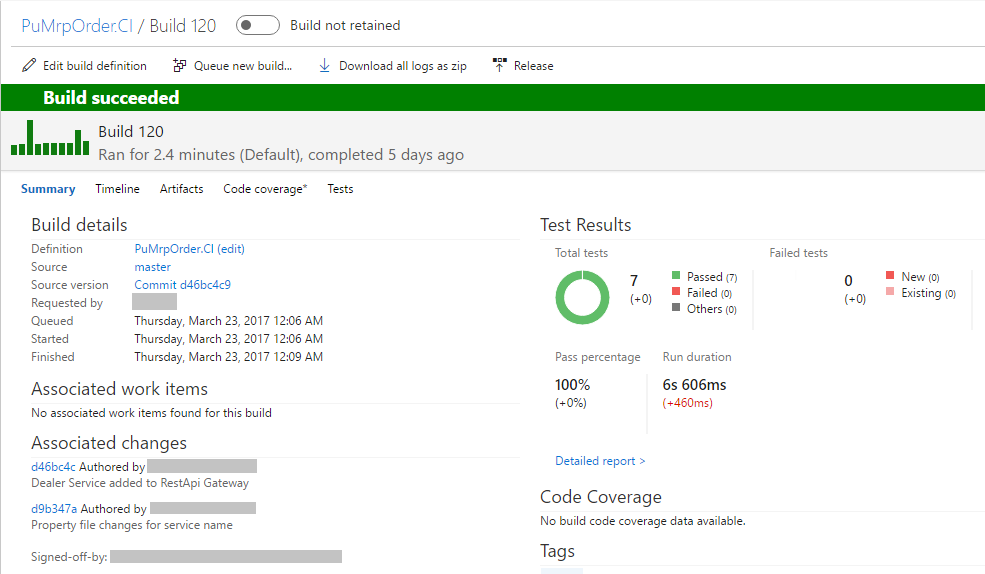 PuMrpOrder.CI / Build 120 Build not retained
Edit build definition Queue new build... Download all logs as zip Release
Build succeeded
Build 120
Ran for 2.4 minutes (Default), completed 5 days ago
Summary Timeline Artifacts Code coverage* Tests
Build details
Definition PuMrpOrder.CI (edit)
Source master
Source version Commit d46bc4c9
Requested by
Queued Thursday, March 23, 2017 12:06 AM
Started Thursday, March 23, 2017 12:06 AM
Finished Thursday, March 23, 2017 12:09 AM
Associated work items
No associated work items found for this build
Associated changes
d46bc4c Authored by
Dealer Service added to RestApi Gateway
d9b347a Authored by
Property file changes for service name
Signed-off-by:
Test Results
Total tests
7
(+0)
Passed (7)
Failed (0)
Others (0)
Failed tests
0
(+0)
New (0)
Existing (0)
Pass percentage
100%
(+0%)
Run duration
6s 606ms
(+460ms)
Detailed report >
Code Coverage
No build code coverage data available.
Tags